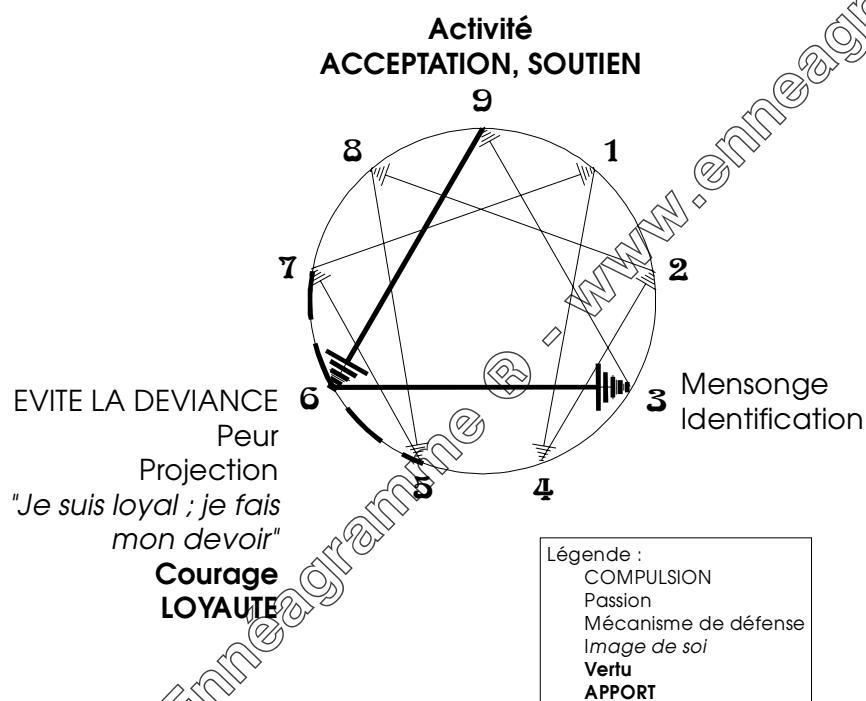 Activité
ACCEPTATION, SOUTIEN
9
8
1
7
2
6
3
5
4
EVITE LA DEVIANCE
Peur
Projection
"Je suis loyal ; je fais
mon devoir"
Courage
LOYAUTE
Mensonge
Identification
Légende :
COMPULSION
Passion
Mécanisme de défense
Image de soi
Vertu
APPORT
Ennéagramme ® - www.enneagr